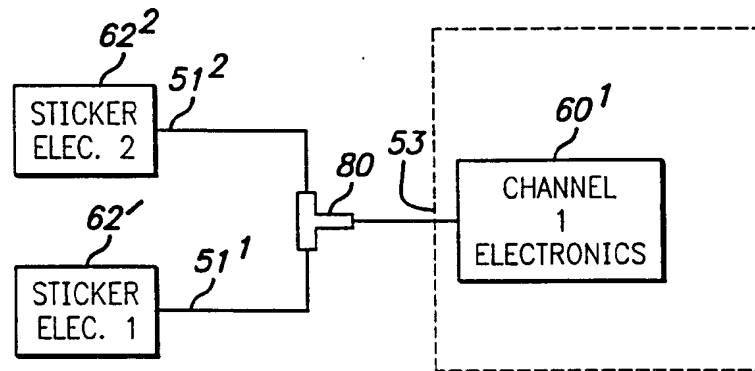 62²
51²
STICKER
ELEC. 2
80
53
60¹
CHANNEL
1
ELECTRONICS
62′
STICKER
ELEC. 1
51¹